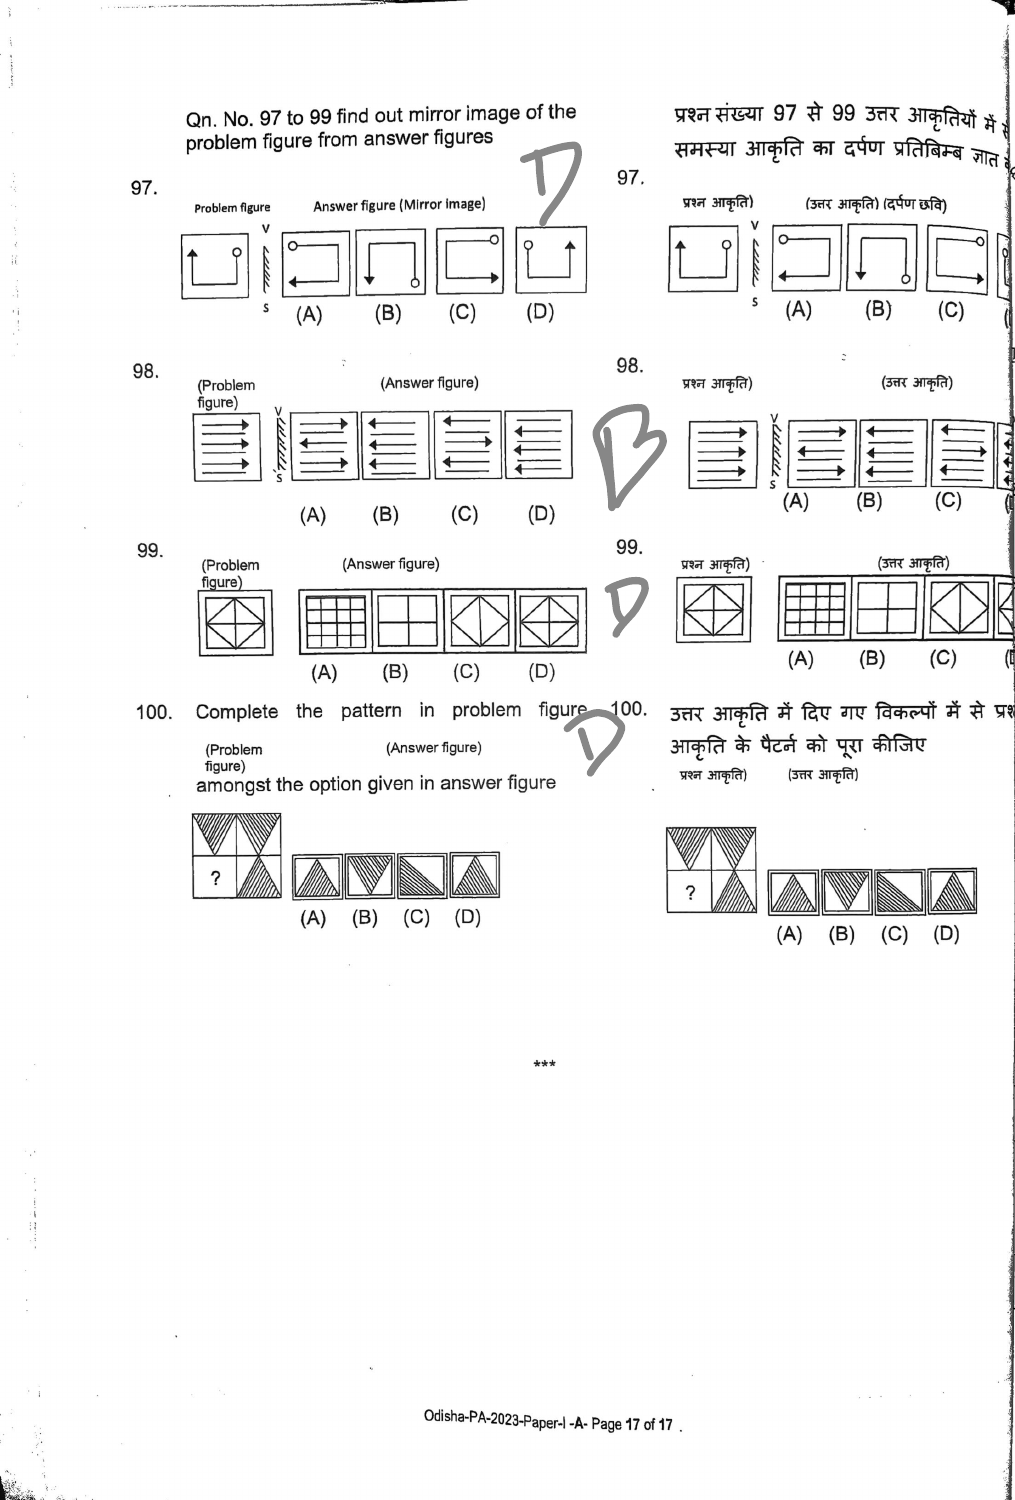 Qn. No. 97 to 99 find out mirror image of the
problem figure from answer figures
D
97.
Problem figure
Answer figure (Mirror image)
V
S
(A) (B) (C) (D)
98.
(Problem
figure)
(Answer figure)
V
S
B
(A) (B) (C) (D)
99.
(Problem
figure)
(Answer figure)
D
(A) (B) (C) (D)
100. Complete the pattern in problem figure
D
(Problem
figure)
(Answer figure)
amongst the option given in answer figure
?
(A) (B) (C) (D)
प्रश्न संख्या 97 से 99 उत्तर आकृतियों में
समस्या आकृति का दर्पण प्रतिबिम्ब ज्ञात
97.
प्रश्न आकृति)
(उत्तर आकृति) (दर्पण छवि)
V
S
(A) (B) (C)
98.
प्रश्न आकृति)
(उत्तर आकृति)
V
S
(A) (B) (C)
99.
प्रश्न आकृति)
(उत्तर आकृति)
(A) (B) (C)
100. उत्तर आकृति में दिए गए विकल्पों में से
आकृति के पैटर्न को पूरा कीजिए
प्रश्न आकृति)
(उत्तर आकृति)
?
(A) (B) (C) (D)
***
Odisha-PA-2023-Paper-I -A- Page 17 of 17 .